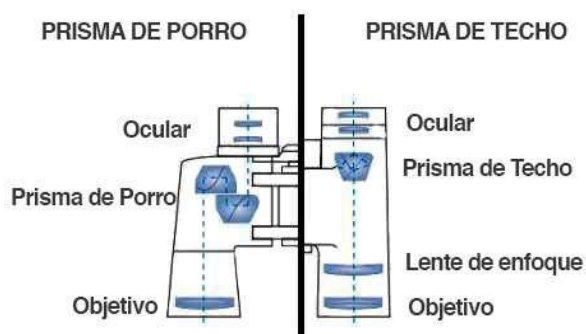 PRISMA DE PORRO
PRISMA DE TECHO
Ocular
Prisma de Porro
Objetivo
Ocular
Prisma de Techo
Lente de enfoque
Objetivo